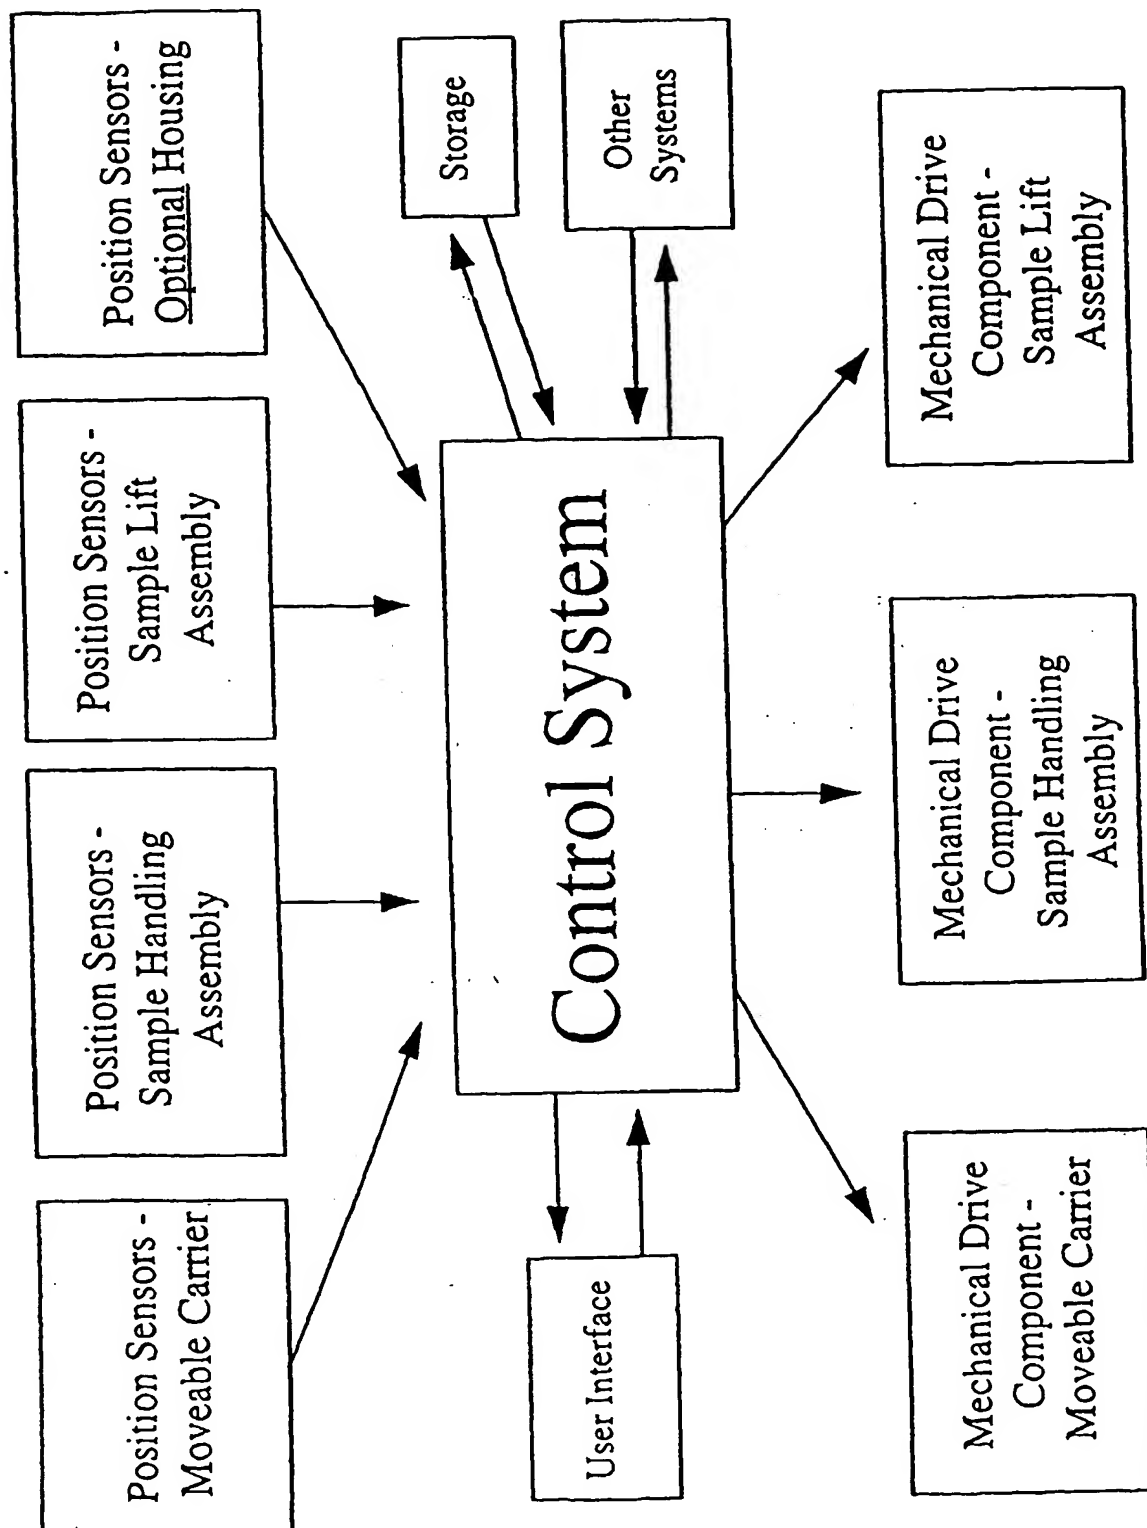 Position Sensors -
Moveable Carrier
Position Sensors -
Sample Handling
Assembly
Position Sensors -
Sample Lift
Assembly
Position Sensors -
Optional Housing
User Interface
Control System
Storage
Other
Systems
Mechanical Drive
Component -
Moveable Carrier
Mechanical Drive
Component -
Sample Handling
Assembly
Mechanical Drive
Component -
Sample Lift
Assembly